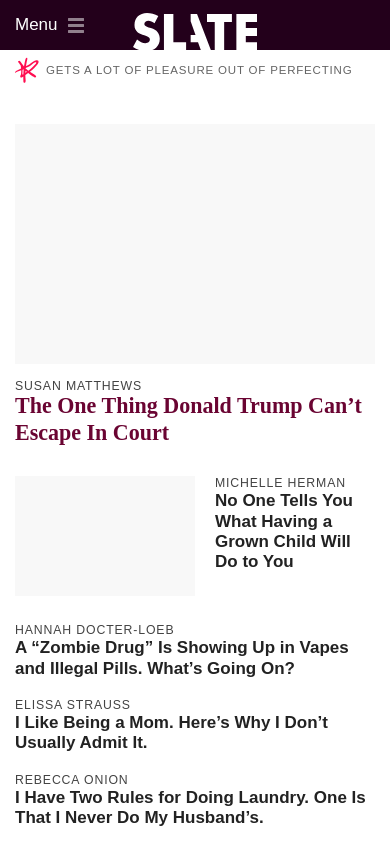 Menu
SLATE
GETS A LOT OF PLEASURE OUT OF PERFECTING
SUSAN MATTHEWS
The One Thing Donald Trump Can’t
Escape In Court
MICHELLE HERMAN
No One Tells You
What Having a
Grown Child Will
Do to You
HANNAH DOCTER-LOEB
A “Zombie Drug” Is Showing Up in Vapes
and Illegal Pills. What’s Going On?
ELISSA STRAUSS
I Like Being a Mom. Here’s Why I Don’t
Usually Admit It.
REBECCA ONION
I Have Two Rules for Doing Laundry. One Is
That I Never Do My Husband’s.